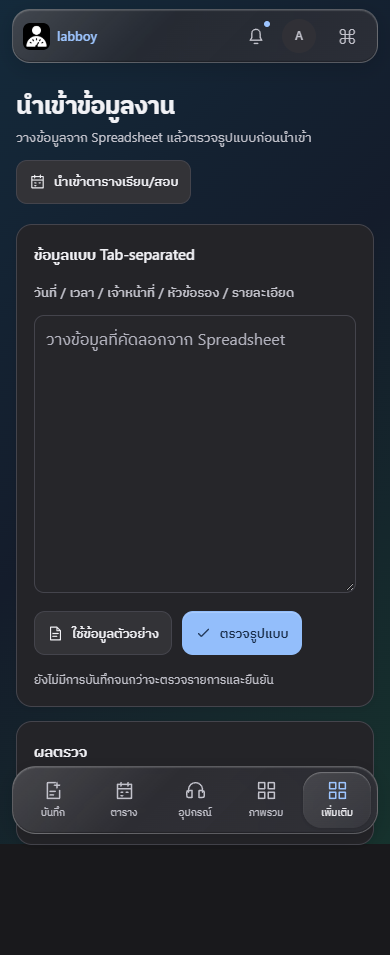 labboy
A
นำเข้าข้อมูลงาน
วางข้อมูลจาก Spreadsheet แล้วตรวจรูปแบบก่อนนำเข้า
นำเข้าตารางเรียน/สอบ
ข้อมูลแบบ Tab-separated
วันที่ / เวลา / เจ้าหน้าที่ / หัวข้อรอง / รายละเอียด
วางข้อมูลที่คัดลอกจาก Spreadsheet
ใช้ข้อมูลตัวอย่าง
ตรวจรูปแบบ
ยังไม่มีการบันทึกจนกว่าจะตรวจรายการและยืนยัน
ผลตรวจ
บันทึก
ตาราง
อุปกรณ์
ภาพรวม
เพิ่มเติม